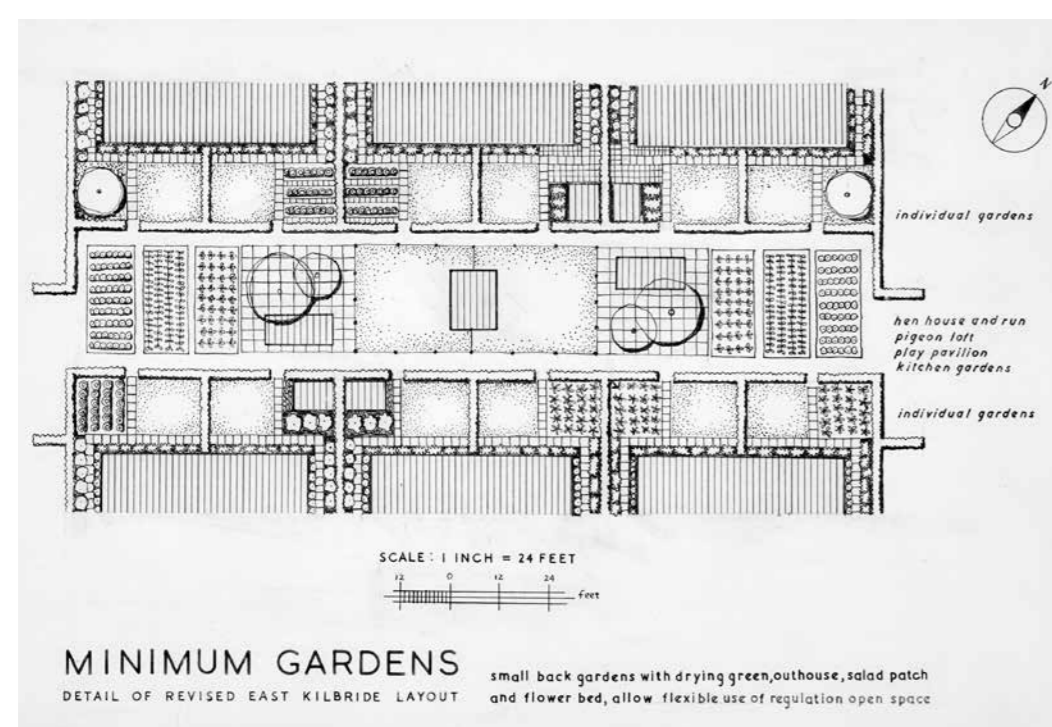 N
individual gardens
hen house and run
pigeon loft
play pavilion
kitchen gardens
individual gardens
SCALE: 1 INCH = 24 FEET
12 0 12 24
feet
MINIMUM GARDENS
DETAIL OF REVISED EAST KILBRIDE LAYOUT
small back gardens with drying green, outhouse, salad patch
and flower bed, allow flexible use of regulation open space